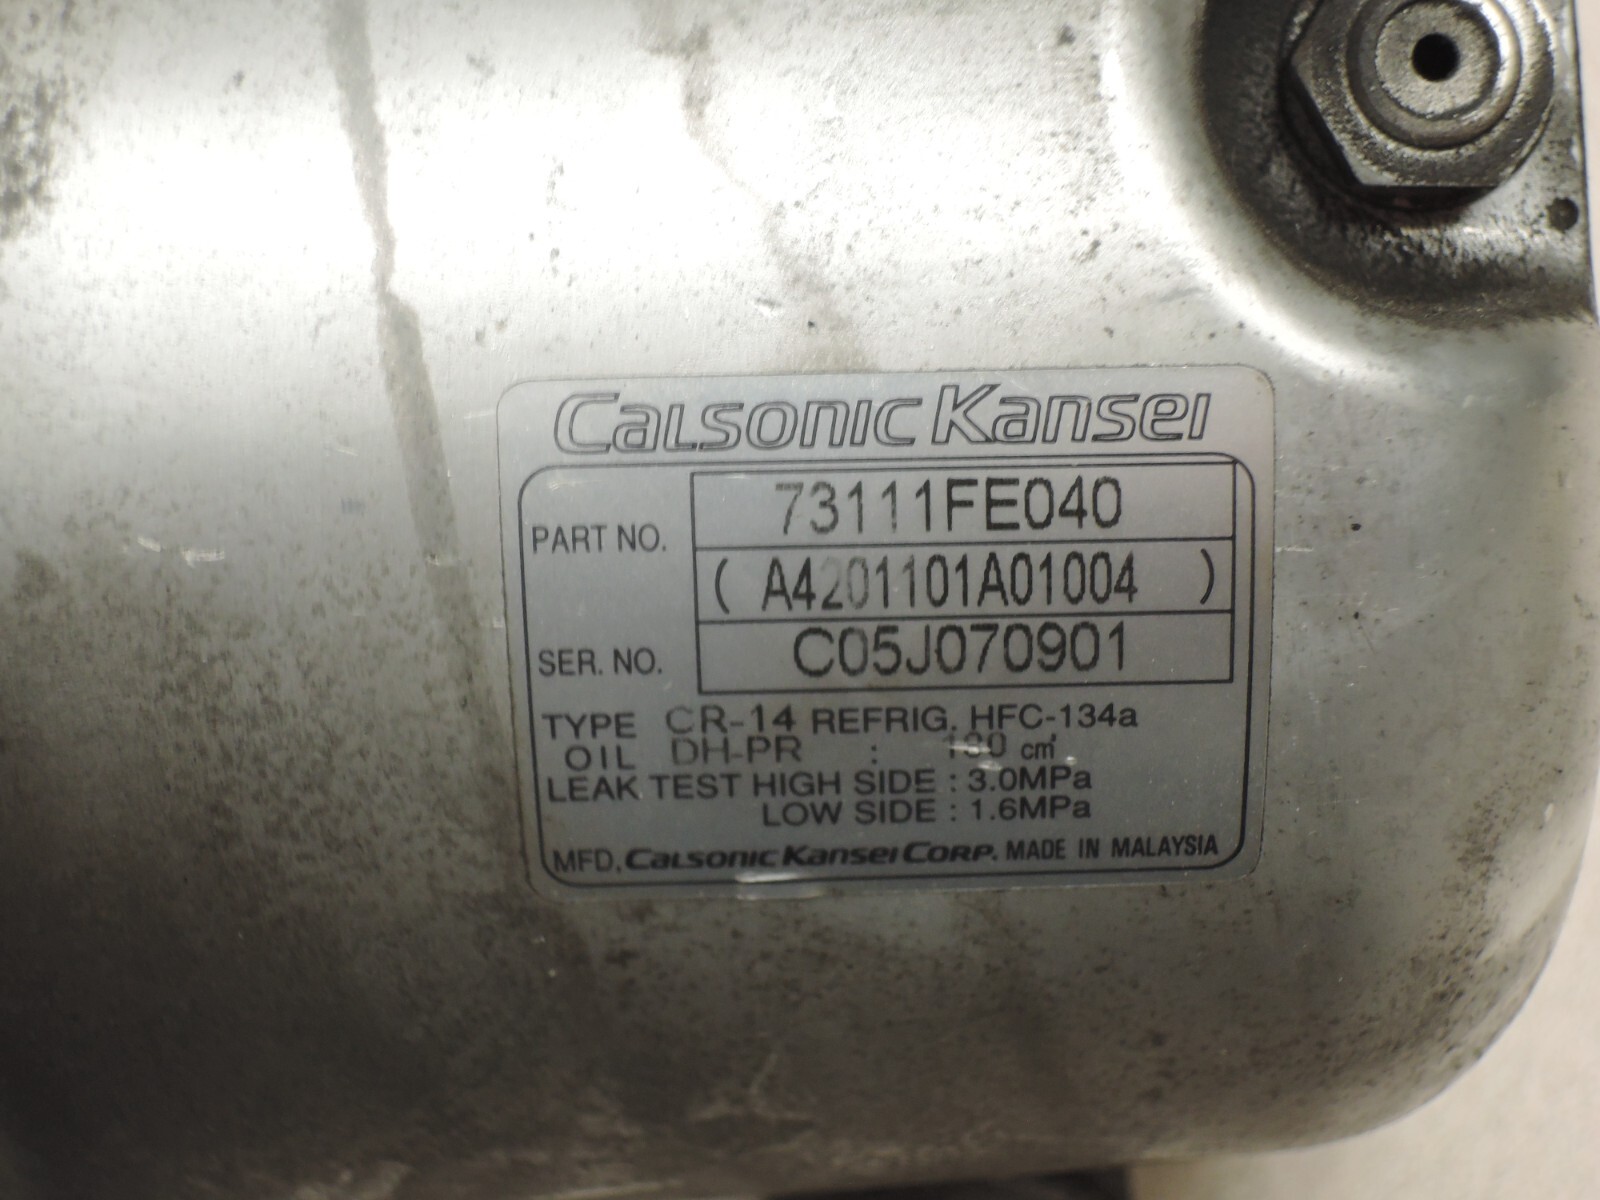 Calsonic Kansei
PART NO. 73111FE040
( A4201101A01004 )
SER. NO. C05J070901
TYPE CR-14 REFRIG. HFC-134a
OIL DH-PR : cm³
LEAK TEST HIGH SIDE : 3.0MPa
LOW SIDE : 1.6MPa
MFD. Calsonic Kansei Corp. MADE IN MALAYSIA